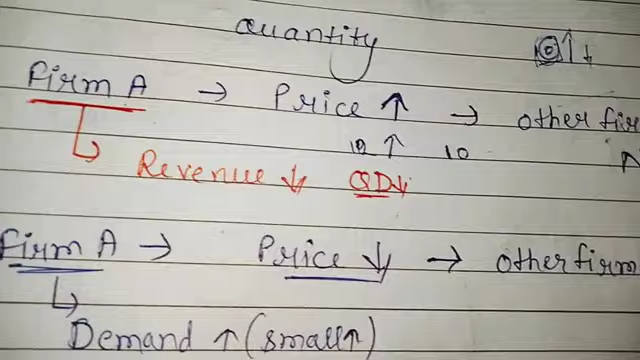 quantity
Firm A → Price ↑ → other fir
10 ↑ 10 N
Revenue ↓ QD↓
Firm A → Price ↓ → other firm
Demand ↑ (small↑)